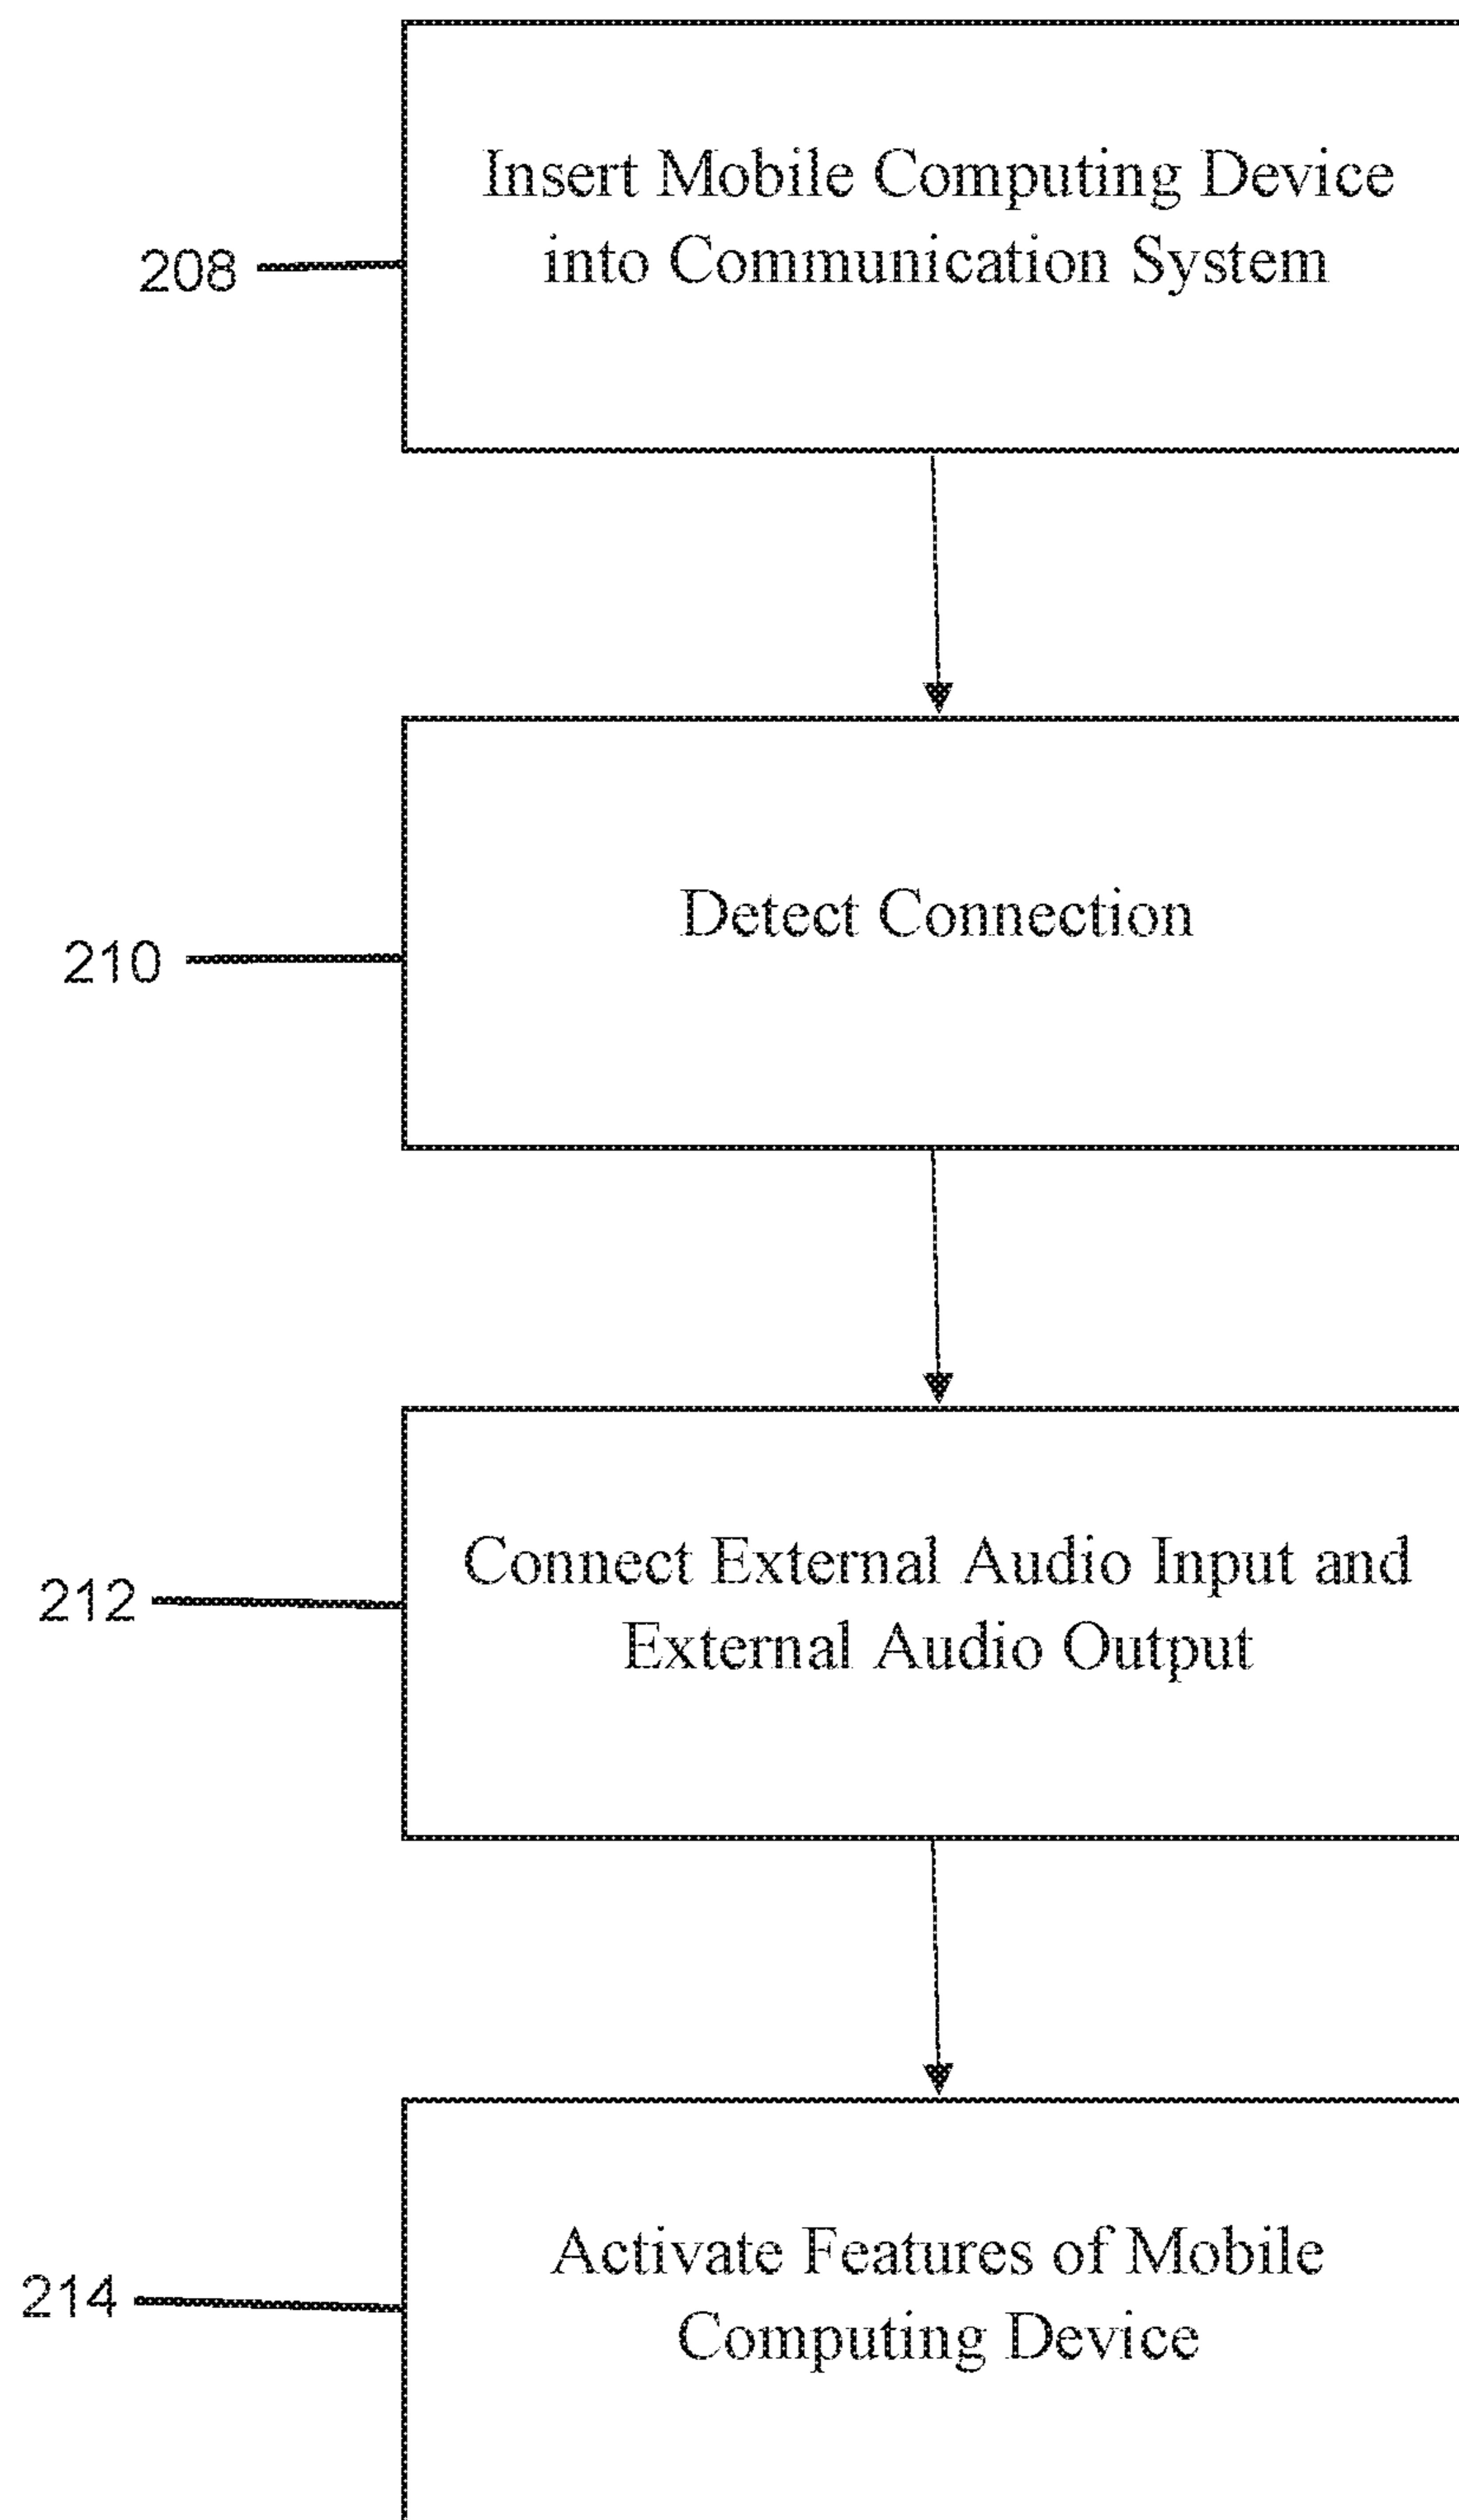 Insert Mobile Computing Device
into Communication System
208
Detect Connection
210
Connect External Audio Input and
External Audio Output
212
Activate Features of Mobile
Computing Device
214